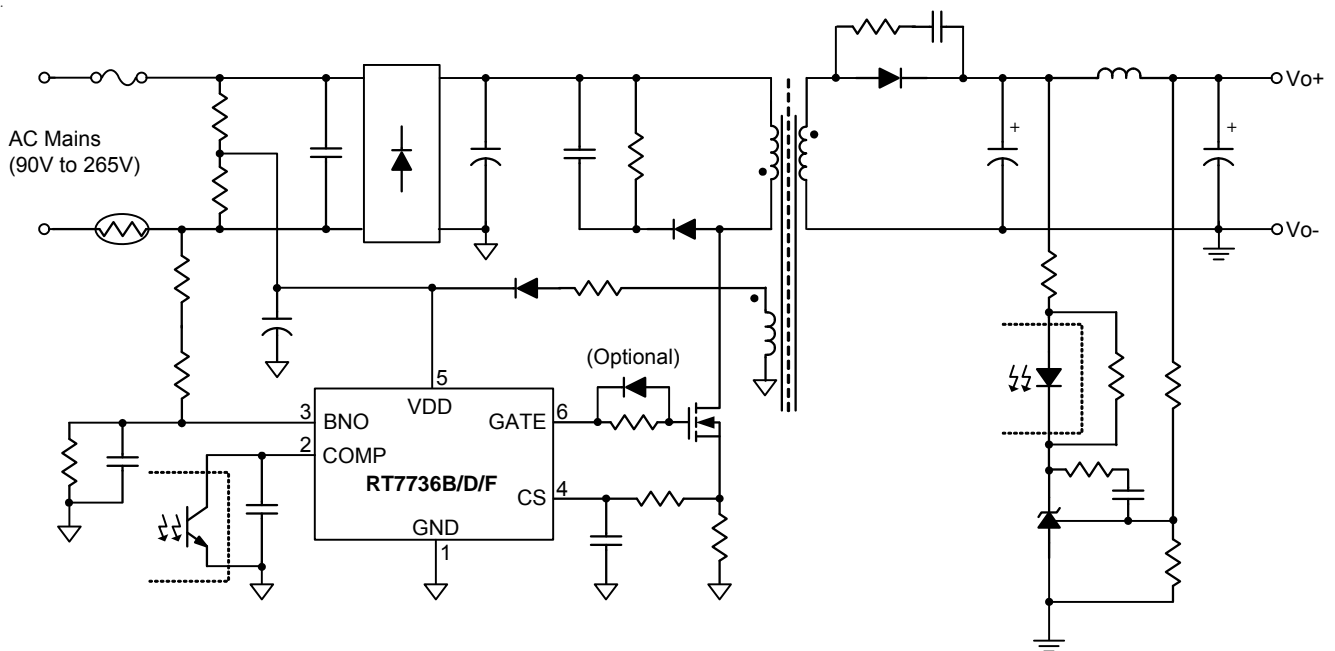 AC Mains
(90V to 265V)
+
+
Vo+
Vo-
(Optional)
5
VDD
3
BNO
GATE
6
2
COMP
RT7736B/D/F
CS
4
GND
1